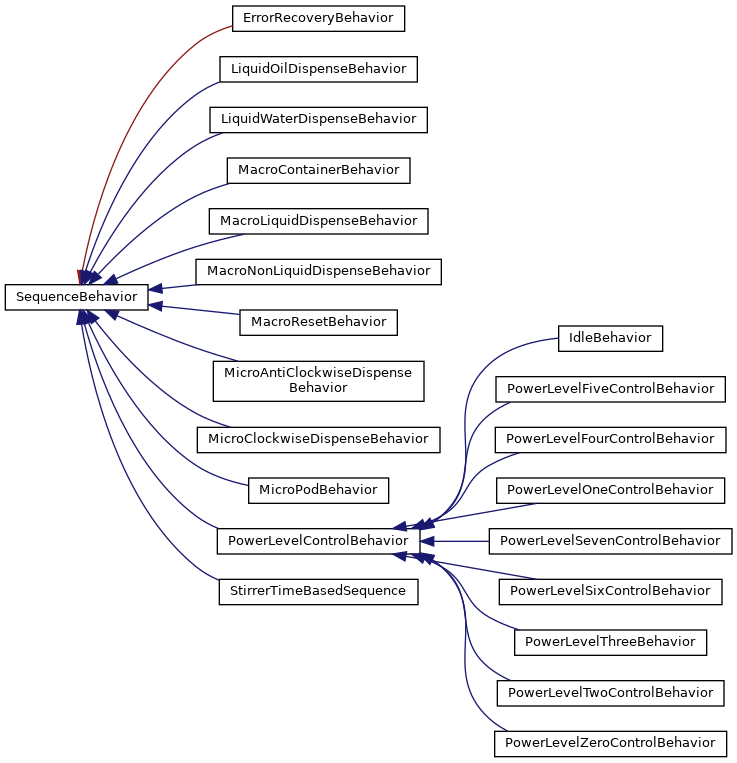 ErrorRecoveryBehavior
LiquidOilDispenseBehavior
LiquidWaterDispenseBehavior
MacroContainerBehavior
MacroLiquidDispenseBehavior
MacroNonLiquidDispenseBehavior
SequenceBehavior
MacroResetBehavior
IdleBehavior
MicroAntiClockwiseDispense
Behavior
PowerLevelFiveControlBehavior
MicroClockwiseDispenseBehavior
PowerLevelFourControlBehavior
MicroPodBehavior
PowerLevelOneControlBehavior
PowerLevelControlBehavior
PowerLevelSevenControlBehavior
StirrerTimeBasedSequence
PowerLevelSixControlBehavior
PowerLevelThreeBehavior
PowerLevelTwoControlBehavior
PowerLevelZeroControlBehavior